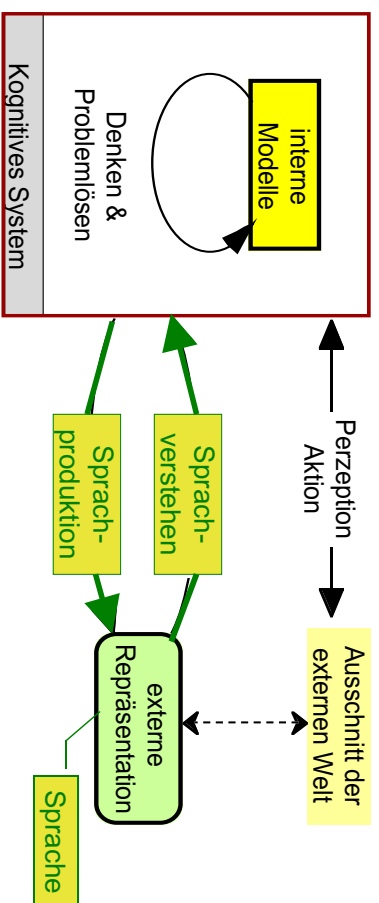 interne
Modelle
Denken &
Problemlösen
Kognitives System
Perzeption
Aktion
Sprach-
verstehen
Sprach-
produktion
Ausschnitt der
externen Welt
externe
Repräsentation
Sprache